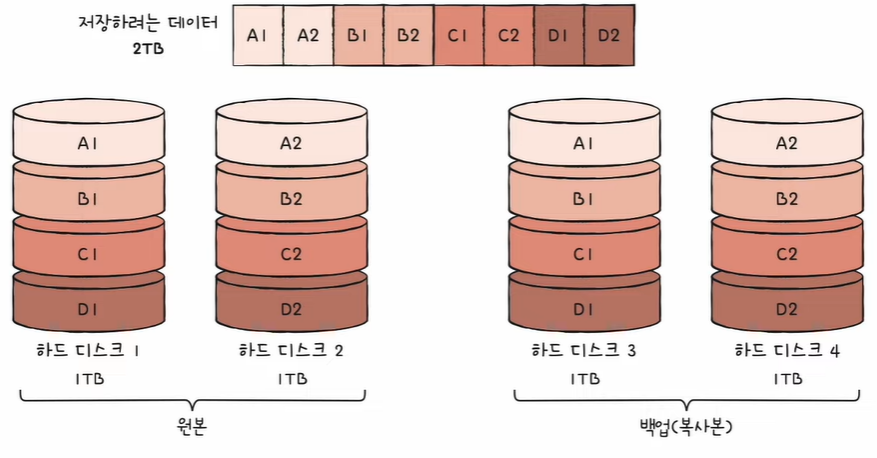 저장하려는 데이터
2TB
A1 A2 B1 B2 C1 C2 D1 D2
A1 A2 A1 A2
B1 B2 B1 B2
C1 C2 C1 C2
D1 D2 D1 D2
하드 디스크 1 하드 디스크 2 하드 디스크 3 하드 디스크 4
1TB 1TB 1TB 1TB
원본 백업(복사본)